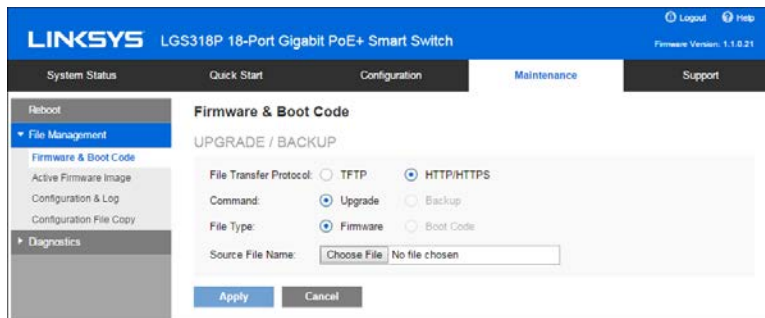 Logout Help
LINKSYS LGS318P 18-Port Gigabit PoE+ Smart Switch
Firmware Version: 1.1.0.21
System Status Quick Start Configuration Maintenance Support
Reboot
File Management
Firmware & Boot Code
Active Firmware Image
Configuration & Log
Configuration File Copy
Diagnostics
Firmware & Boot Code
UPGRADE / BACKUP
File Transfer Protocol: TFTP HTTP/HTTPS
Command: Upgrade Backup
File Type: Firmware Boot Code
Source File Name: Choose File No file chosen
Apply Cancel